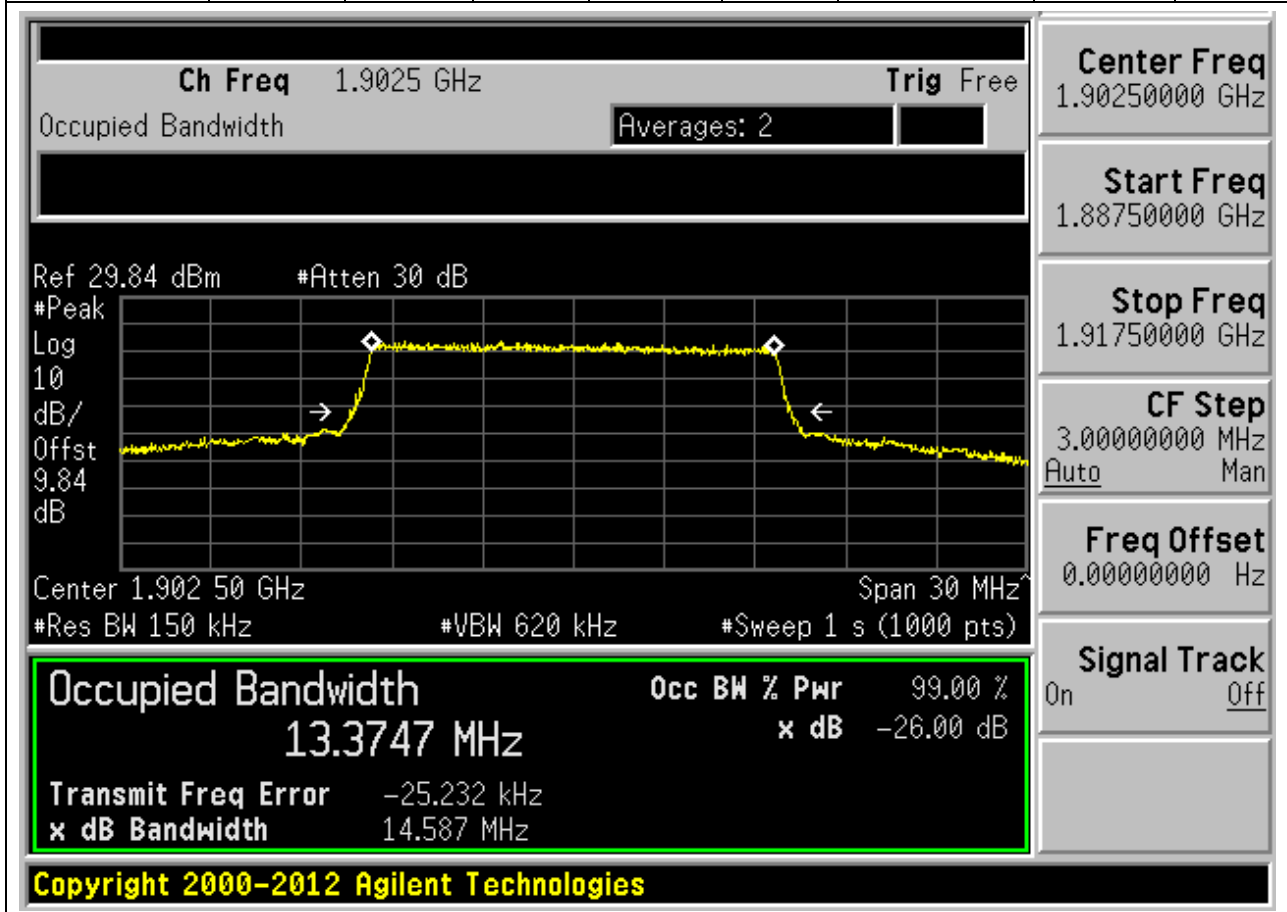 Ch Freq 1.9025 GHz Trig Free
Occupied Bandwidth Averages: 2
Ref 29.84 dBm #Atten 30 dB
#Peak
Log
10
dB/
Offst
9.84
dB
Center 1.902 50 GHz Span 30 MHz^
#Res BW 150 kHz #VBW 620 kHz #Sweep 1 s (1000 pts)
Occupied Bandwidth Occ BW % Pwr 99.00 %
13.3747 MHz x dB -26.00 dB
Transmit Freq Error -25.232 kHz
x dB Bandwidth 14.587 MHz
Copyright 2000-2012 Agilent Technologies
Center Freq
1.90250000 GHz
Start Freq
1.88750000 GHz
Stop Freq
1.91750000 GHz
CF Step
3.00000000 MHz
Auto Man
Freq Offset
0.00000000 Hz
Signal Track
On Off